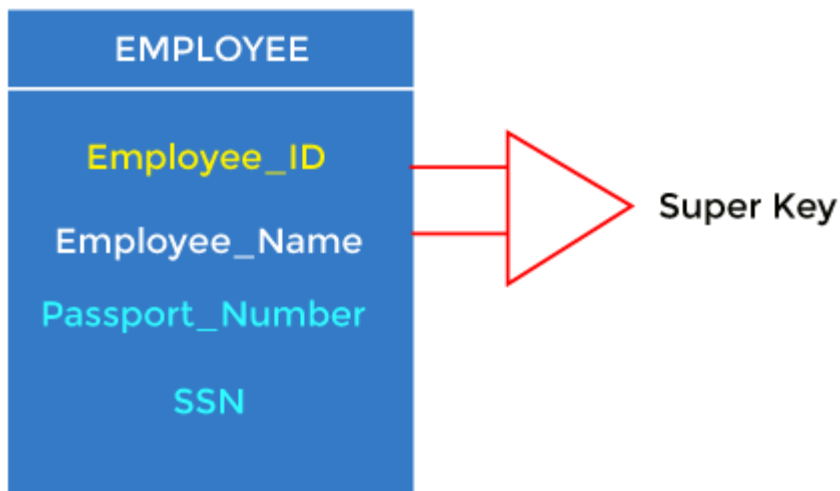 EMPLOYEE
Employee_ID
Employee_Name
Super Key
Passport_Number
SSN